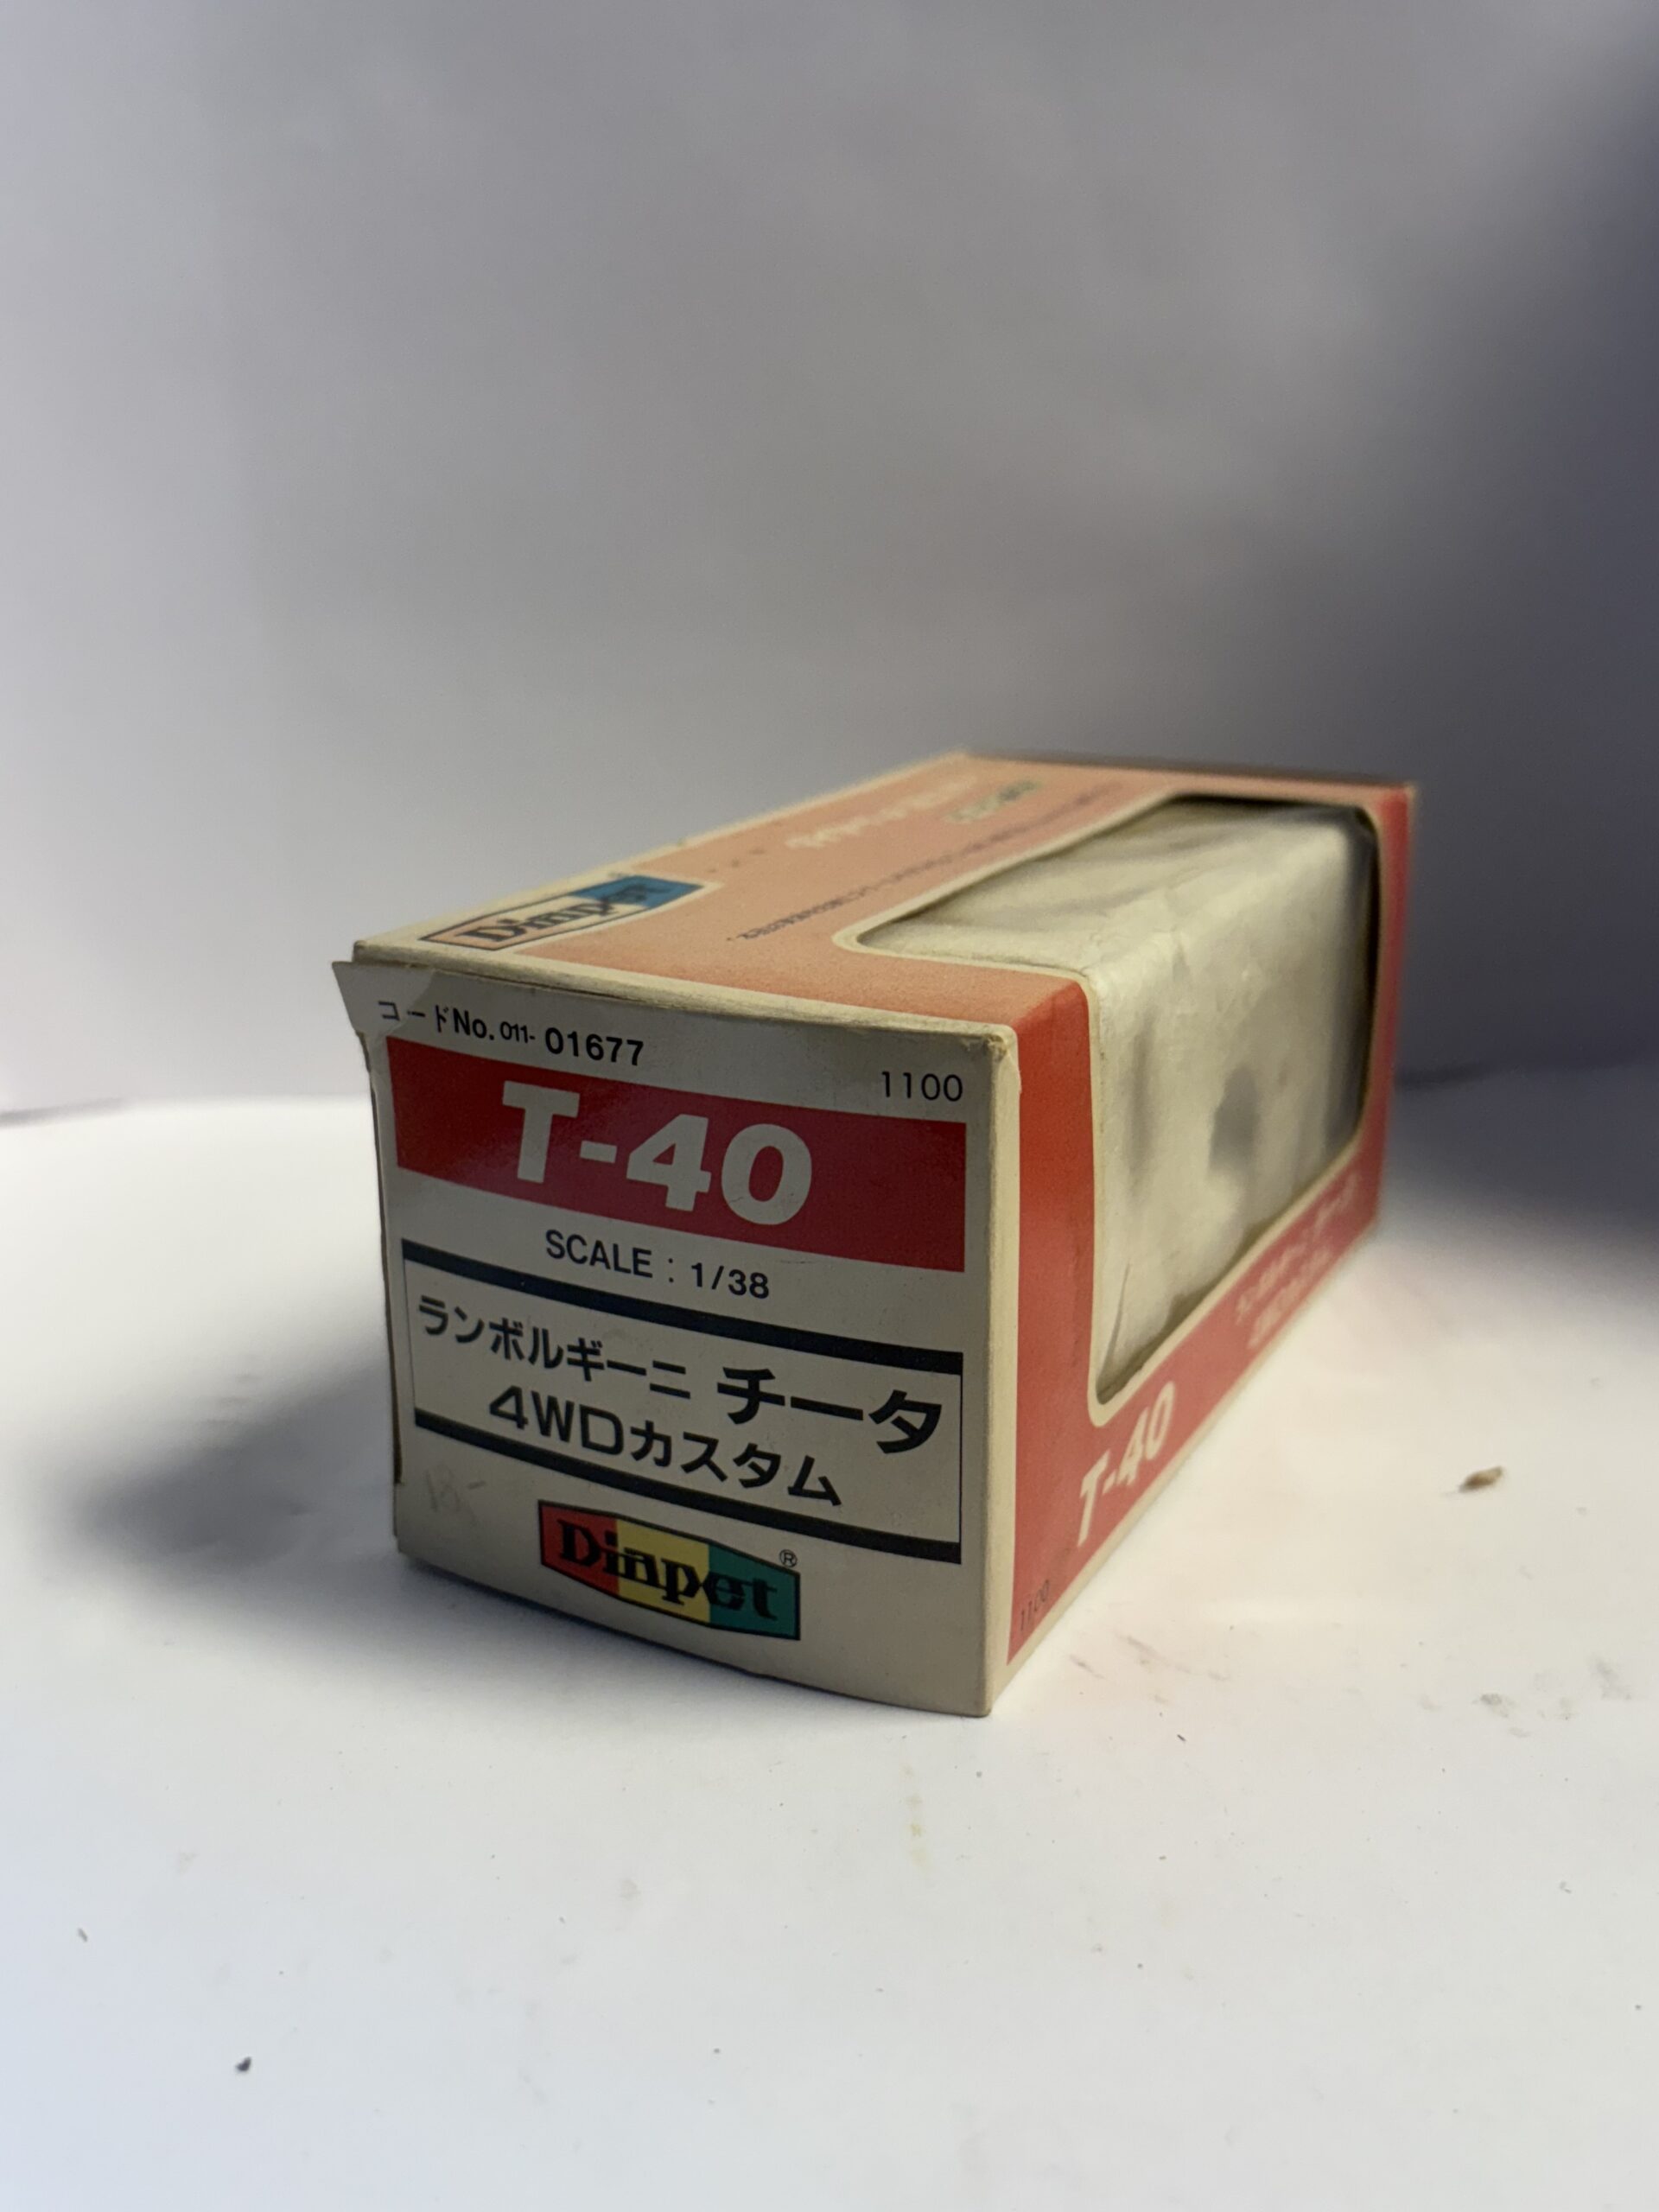 Diapet
コードNo. 011- 01677
1100
T-40
SCALE : 1/38
ランボルギーニ チータ
4WDカスタム
Diapet ®
T-40
1100